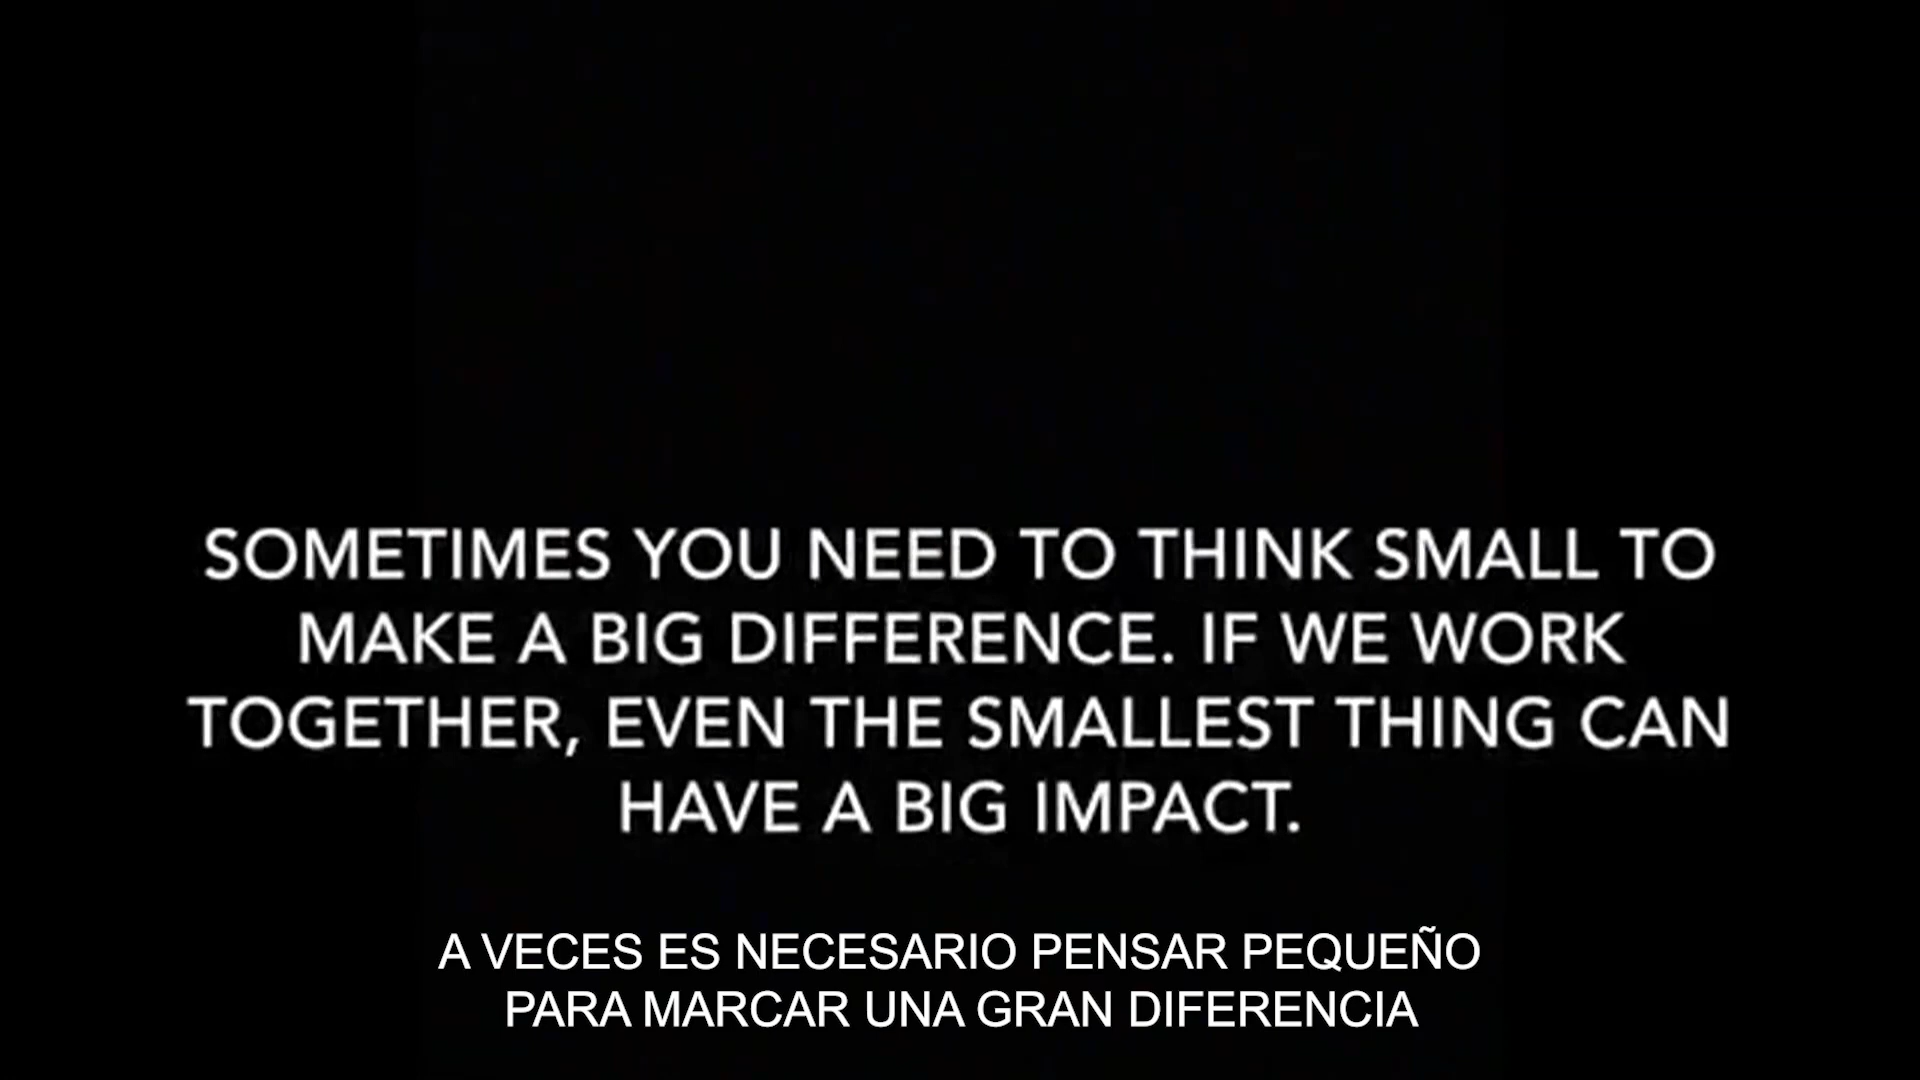 SOMETIMES YOU NEED TO THINK SMALL TO
MAKE A BIG DIFFERENCE. IF WE WORK
TOGETHER, EVEN THE SMALLEST THING CAN
HAVE A BIG IMPACT.
A VECES ES NECESARIO PENSAR PEQUEÑO
PARA MARCAR UNA GRAN DIFERENCIA